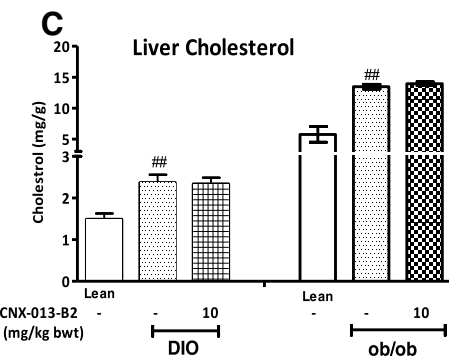 C
Liver Cholesterol
Cholestrol (mg/g)
20
15
10
5
3
2
1
0
##
##
Lean
Lean
CNX-013-B2 - - 10 - - 10
(mg/kg bwt)
DIO ob/ob